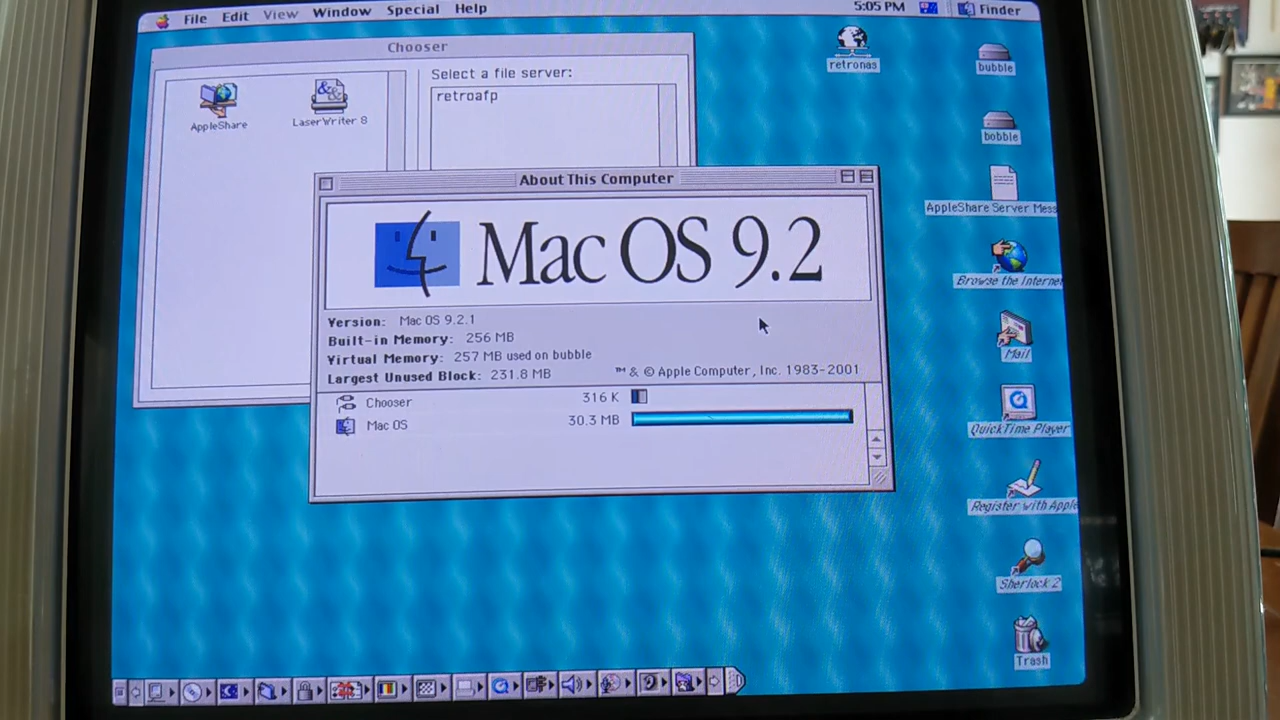 File Edit View Window Special Help 5:05 PM Finder
Chooser
Select a file server:
retroafp
AppleShare
LaserWriter 8
retronas
bubble
bobble
AppleShare Server Mess
Browse the Internet
Mail
QuickTime Player
Register with Apple
Sherlock 2
Trash
About This Computer
Mac OS 9.2
Version: Mac OS 9.2.1
Built-in Memory: 256 MB
Virtual Memory: 257 MB used on bubble
Largest Unused Block: 231.8 MB ™ & © Apple Computer, Inc. 1983-2001
Chooser 316 K
Mac OS 30.3 MB